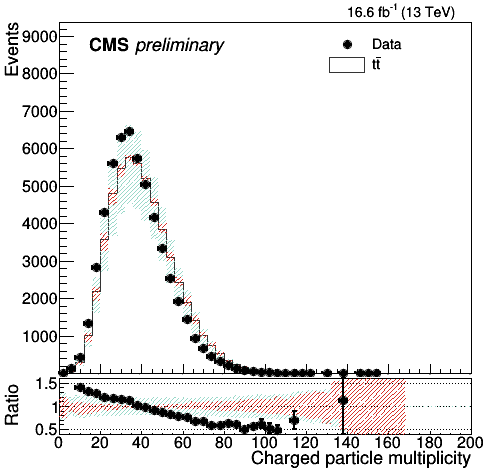 16.6 fb⁻¹ (13 TeV)
CMS preliminary
Data
tt̄
Events
9000
8000
7000
6000
5000
4000
3000
2000
1000
Ratio
1.5
1
0.5
0 20 40 60 80 100 120 140 160 180 200
Charged particle multiplicity